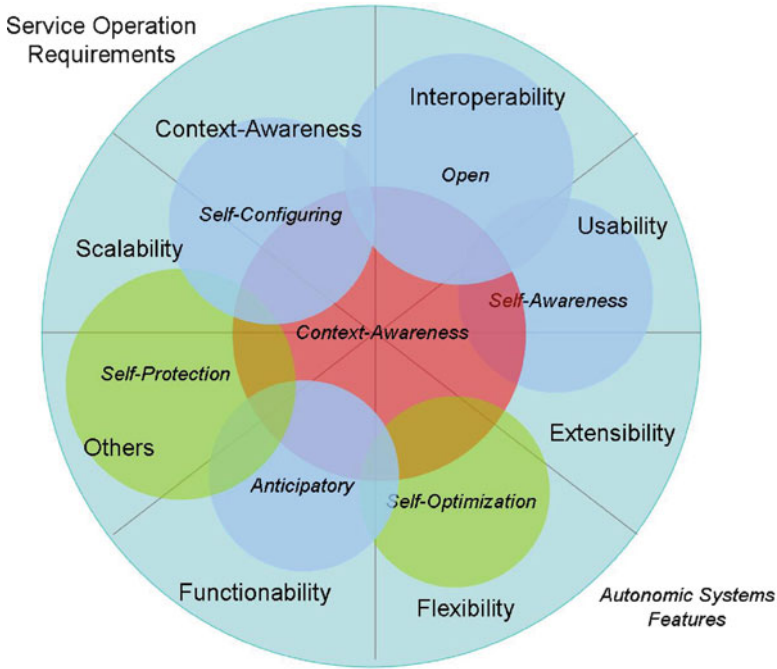 Service Operation
Requirements
Interoperability
Context-Awareness
Open
Self-Configuring
Usability
Scalability
Self-Awareness
Context-Awareness
Self-Protection
Extensibility
Others
Anticipatory
Self-Optimization
Functionability
Flexibility
Autonomic Systems
Features